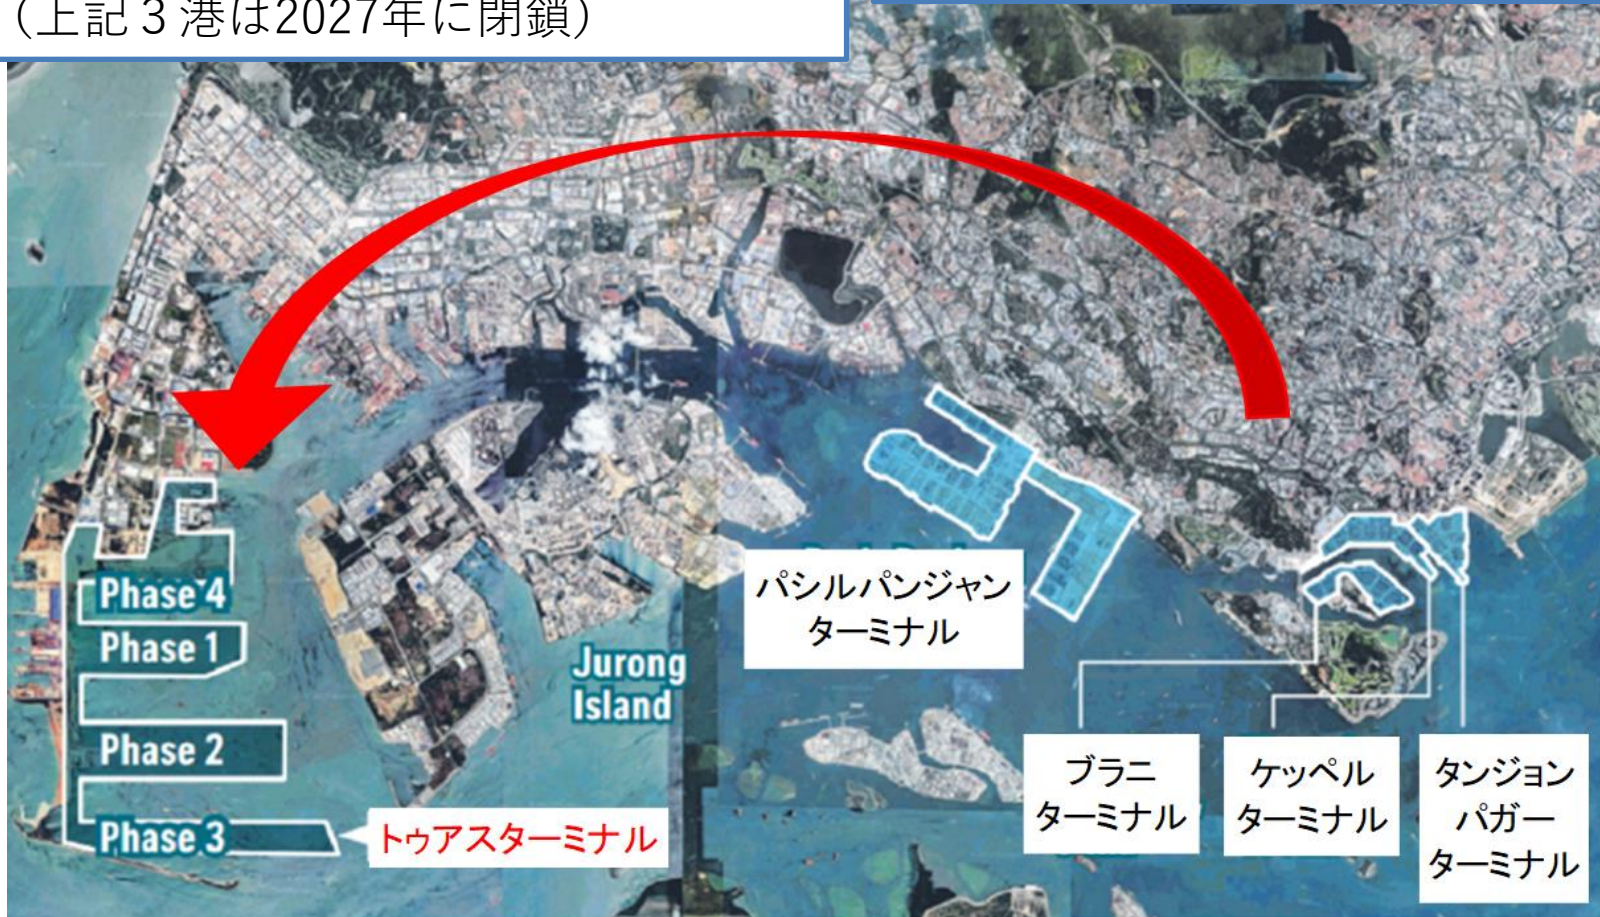 （上記３港は2027年に閉鎖）
Phase 4
Phase 1
Phase 2
Phase 3
トゥアスターミナル
Jurong
Island
パシルパンジャン
ターミナル
ブラニ
ターミナル
ケッペル
ターミナル
タンジョン
パガー
ターミナル